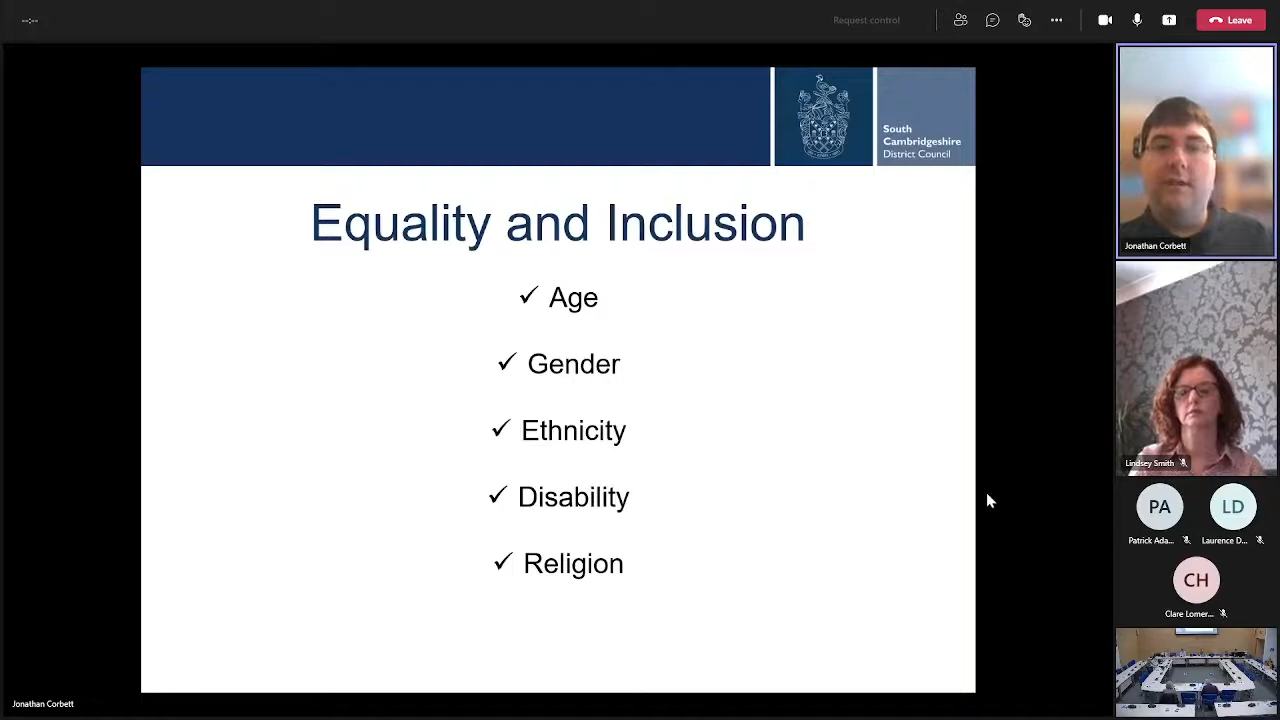 --:--
Request control
Leave
South
Cambridgeshire
District Council
Equality and Inclusion
✓ Age
✓ Gender
✓ Ethnicity
✓ Disability
✓ Religion
Jonathan Corbett
Lindsey Smith
PA
LD
Patrick Ada...
Laurence D...
CH
Clare Lomer...
Jonathan Corbett